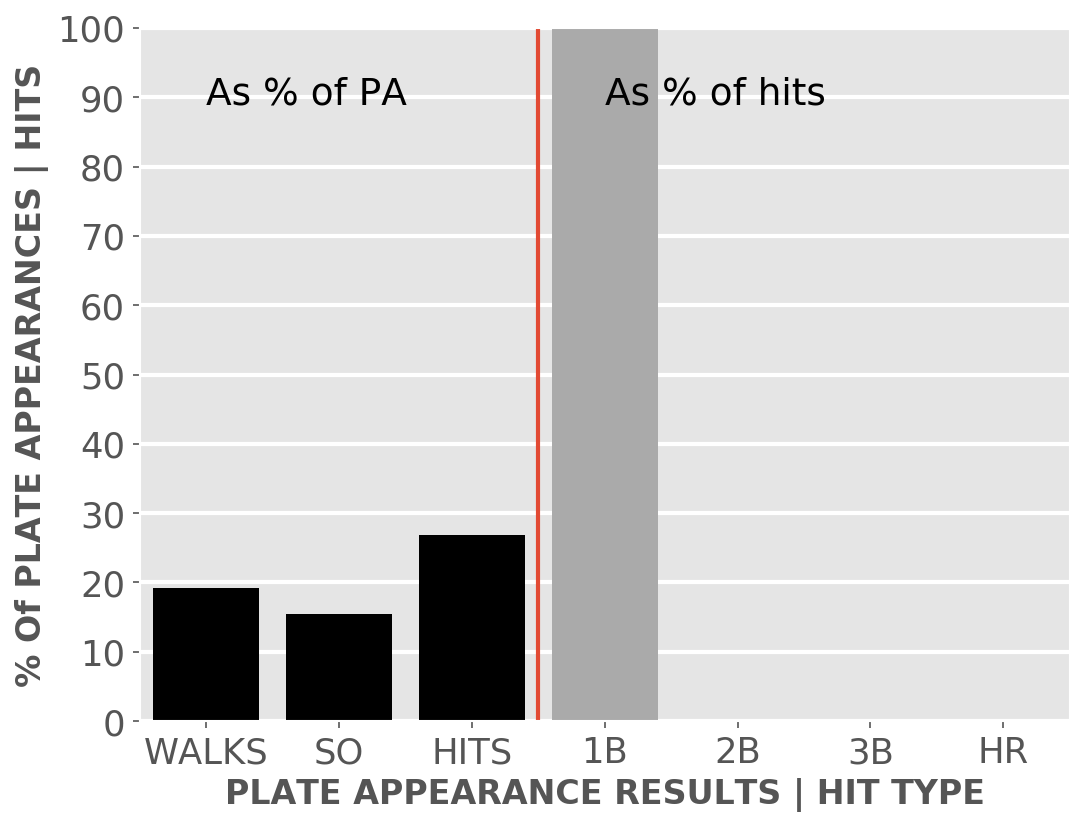 % Of PLATE APPEARANCES | HITS
100
90
80
70
60
50
40
30
20
10
0
As % of PA
As % of hits
WALKS SO HITS 1B 2B 3B HR
PLATE APPEARANCE RESULTS | HIT TYPE